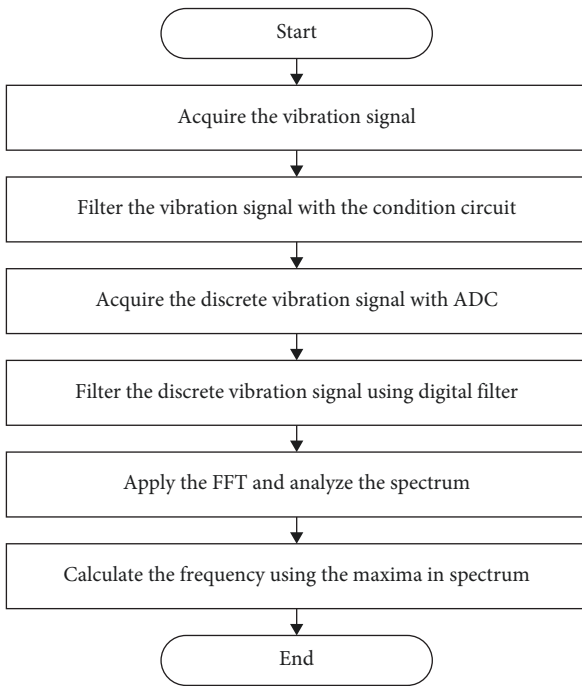 Start
Acquire the vibration signal
Filter the vibration signal with the condition circuit
Acquire the discrete vibration signal with ADC
Filter the discrete vibration signal using digital filter
Apply the FFT and analyze the spectrum
Calculate the frequency using the maxima in spectrum
End